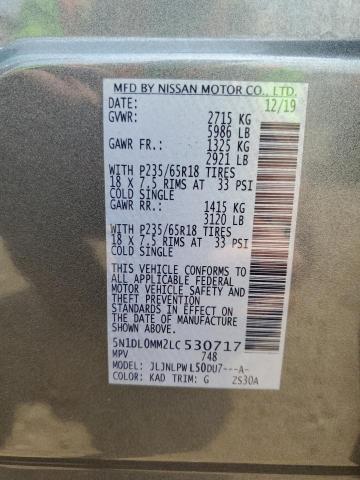 MFD BY NISSAN MOTOR CO., LTD.
DATE: 12/19
GVWR: 2715 KG
5986 LB
GAWR FR.: 1325 KG
2921 LB
WITH P235/65R18 TIRES
18 X 7.5 RIMS AT 33 PSI
COLD SINGLE
GAWR RR.: 1415 KG
3120 LB
WITH P235/65R18 TIRES
18 X 7.5 RIMS AT 33 PSI
COLD SINGLE
THIS VEHICLE CONFORMS TO
ALL APPLICABLE FEDERAL
MOTOR VEHICLE SAFETY AND
STANDARDS IN EFFECT
ON THE DATE OF
MANUFACTURE SHOWN ABOVE.
5N1DL0MM2LC530717
MPV 748
MODEL: JLJNLPWL50DU7---A-
COLOR: KAD TRIM: G 2S30A